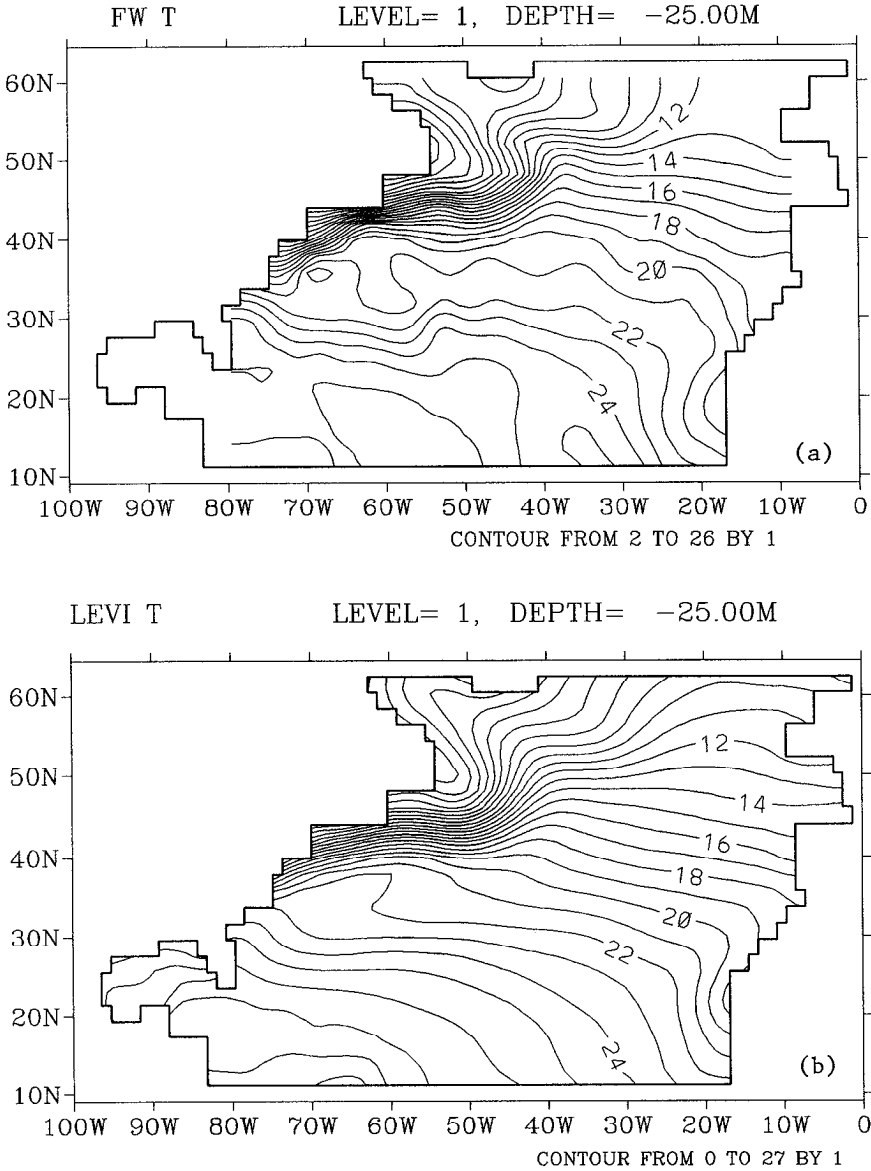 FW T LEVEL= 1, DEPTH= -25.00M
60N
50N
40N
30N
20N
10N
12
14
16
18
20
22
24
(a)
100W 90W 80W 70W 60W 50W 40W 30W 20W 10W 0
CONTOUR FROM 2 TO 26 BY 1
LEVI T LEVEL= 1, DEPTH= -25.00M
60N
50N
40N
30N
20N
10N
12
14
16
18
20
22
24
(b)
100W 90W 80W 70W 60W 50W 40W 30W 20W 10W 0
CONTOUR FROM 0 TO 27 BY 1